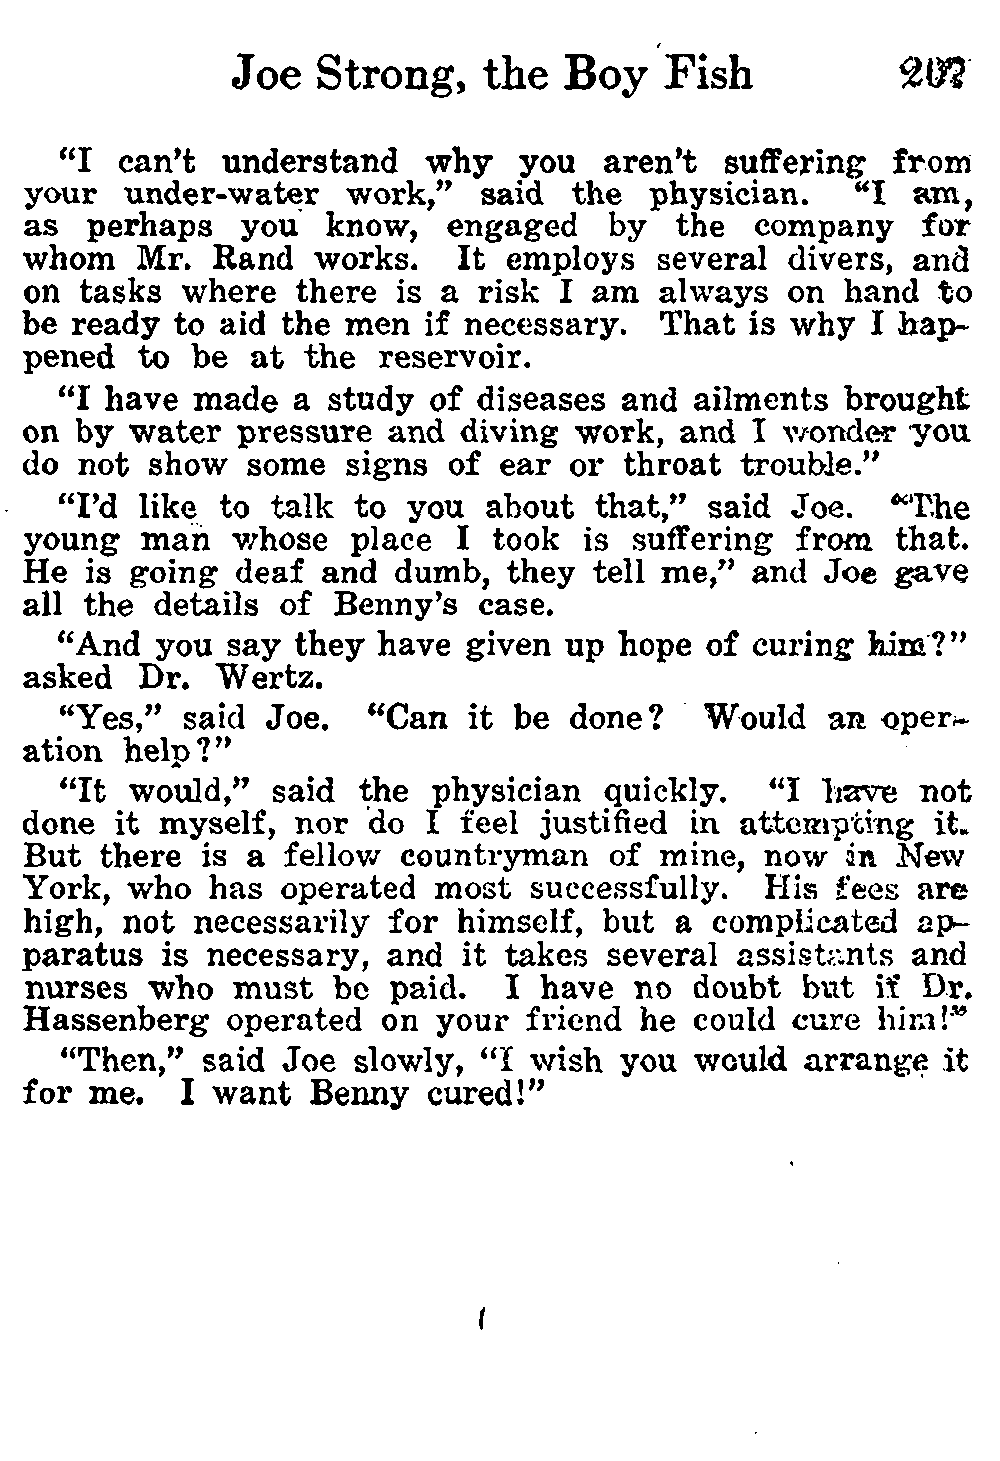 Joe Strong, the Boy Fish 207
“I can’t understand why you aren’t suffering from
your under-water work,” said the physician. “I am,
as perhaps you know, engaged by the company for
whom Mr. Rand works. It employs several divers, and
on tasks where there is a risk I am always on hand to
be ready to aid the men if necessary. That is why I hap-
pened to be at the reservoir.
“I have made a study of diseases and ailments brought
on by water pressure and diving work, and I wonder you
do not show some signs of ear or throat trouble.”
“I’d like to talk to you about that,” said Joe. “The
young man whose place I took is suffering from that.
He is going deaf and dumb, they tell me,” and Joe gave
all the details of Benny’s case.
“And you say they have given up hope of curing him?”
asked Dr. Wertz.
“Yes,” said Joe. “Can it be done? Would an oper-
ation help?”
“It would,” said the physician quickly. “I have not
done it myself, nor do I feel justified in attempting it.
But there is a fellow countryman of mine, now in New
York, who has operated most successfully. His fees are
high, not necessarily for himself, but a complicated ap-
paratus is necessary, and it takes several assistants and
nurses who must be paid. I have no doubt but if Dr.
Hassenberg operated on your friend he could cure him!”
“Then,” said Joe slowly, “I wish you would arrange it
for me. I want Benny cured!”